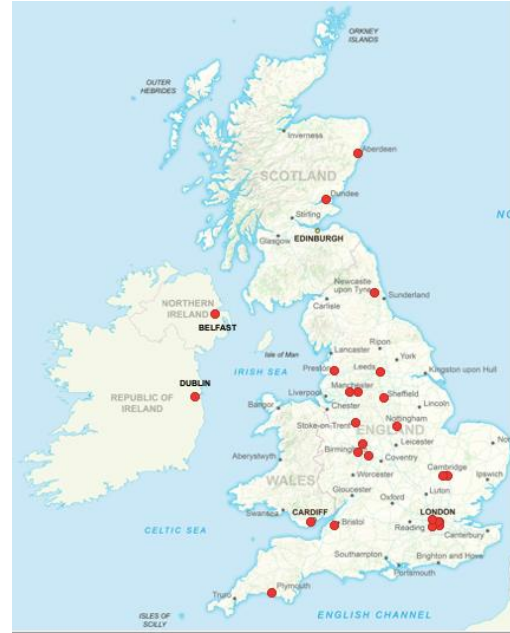 ORKNEY
ISLANDS
OUTER
HEBRIDES
Inverness
Aberdeen
SCOTLAND
Dundee
Stirling
Glasgow
EDINBURGH
Newcastle
upon Tyne
Sunderland
Carlisle
NORTHERN
IRELAND
BELFAST
Isle of Man
Ripon
Lancaster
York
IRISH SEA
Preston
Leeds
Kingston upon Hull
DUBLIN
Manchester
REPUBLIC OF
IRELAND
Liverpool
Sheffield
Bangor
Chester
Lincoln
Stoke-on-Trent
Nottingham
ENGLAND
Aberystwyth
Birming
Leicester
Coventry
WALES
Worcester
Cambridge
Ipswich
Gloucester
Luton
Oxford
Swansea
CARDIFF
Bristol
Reading
LONDON
Canterbury
CELTIC SEA
Southampton
Brighton and Hove
Portsmouth
Plymouth
Truro
ISLES OF
SCILLY
ENGLISH CHANNEL